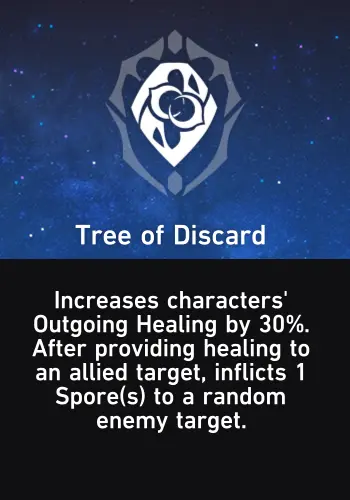 Tree of Discard
Increases characters'
Outgoing Healing by 30%.
After providing healing to
an allied target, inflicts 1
Spore(s) to a random
enemy target.